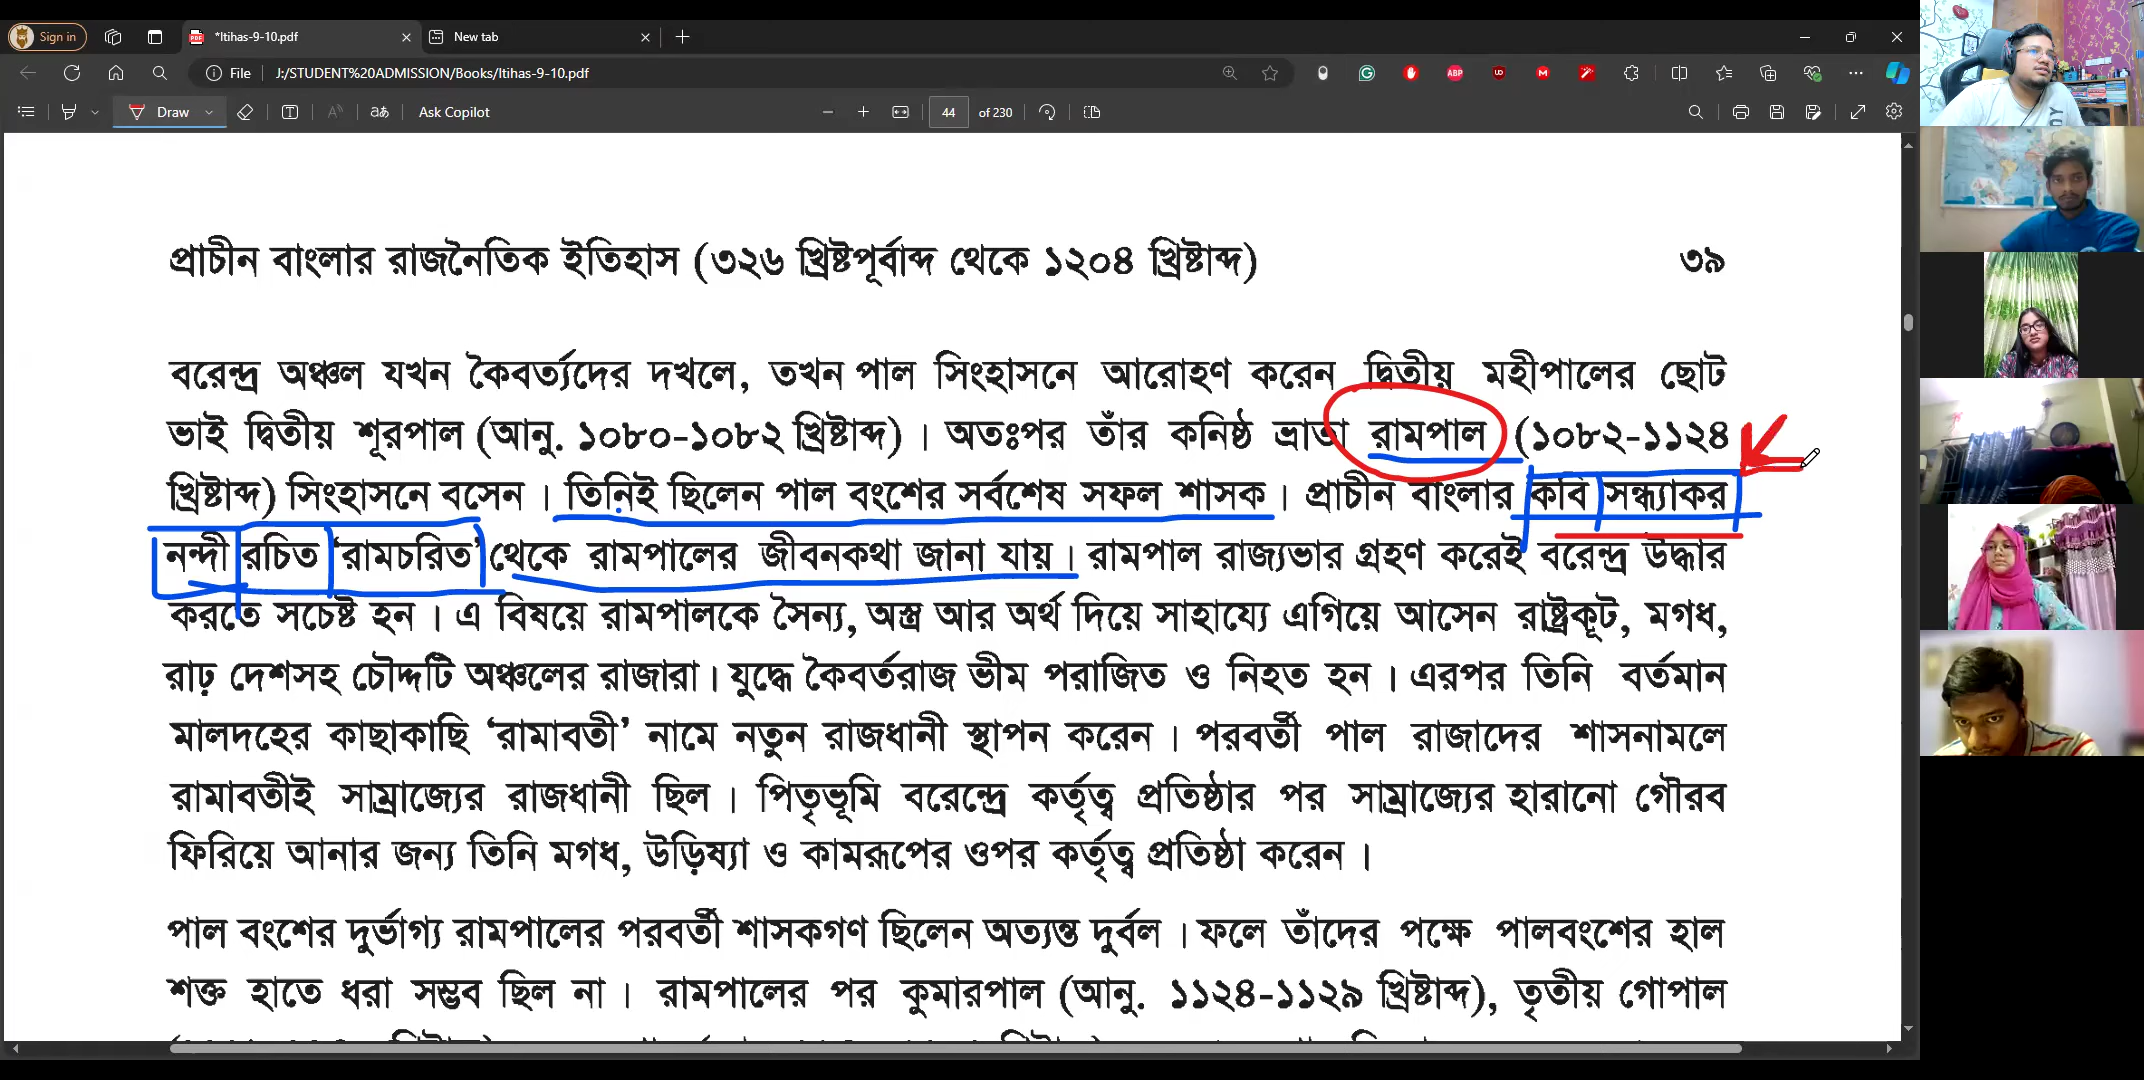 Sign in
*Itihas-9-10.pdf
New tab
File
J:/STUDENT%20ADMISSION/Books/Itihas-9-10.pdf
ABP
Draw
aあ
Ask Copilot
44
of 230
প্রাচীন বাংলার রাজনৈতিক ইতিহাস (৩২৬ খ্রিষ্টপূর্বাব্দ থেকে ১২০৪ খ্রিষ্টাব্দ)
৩৯
বরেন্দ্র অঞ্চল যখন কৈবর্ত্যদের দখলে, তখন পাল সিংহাসনে আরোহণ করেন দ্বিতীয় মহীপালের ছোট
ভাই দ্বিতীয় শূরপাল (আনু. ১০৮০-১০৮২ খ্রিষ্টাব্দ) । অতঃপর তাঁর কনিষ্ঠ ভ্রাতা রামপাল (১০৮২-১১২৪
খ্রিষ্টাব্দ) সিংহাসনে বসেন । তিনিই ছিলেন পাল বংশের সর্বশেষ সফল শাসক । প্রাচীন বাংলার কবি সন্ধ্যাকর
নন্দী রচিত ‘রামচরিত’ থেকে রামপালের জীবনকথা জানা যায় । রামপাল রাজ্যভার গ্রহণ করেই বরেন্দ্র উদ্ধার
করতে সচেষ্ট হন । এ বিষয়ে রামপালকে সৈন্য, অস্ত্র আর অর্থ দিয়ে সাহায্যে এগিয়ে আসেন রাষ্ট্রকূট, মগধ,
রাঢ় দেশসহ চৌদ্দটি অঞ্চলের রাজারা । যুদ্ধে কৈবর্তরাজ ভীম পরাজিত ও নিহত হন । এরপর তিনি বর্তমান
মালদহের কাছাকাছি ‘রামাবতী’ নামে নতুন রাজধানী স্থাপন করেন । পরবর্তী পাল রাজাদের শাসনামলে
রামাবতীই সাম্রাজ্যের রাজধানী ছিল । পিতৃভূমি বরেন্দ্রে কর্তৃত্ব প্রতিষ্ঠার পর সাম্রাজ্যের হারানো গৌরব
ফিরিয়ে আনার জন্য তিনি মগধ, উড়িষ্যা ও কামরূপের ওপর কর্তৃত্ব প্রতিষ্ঠা করেন ।
পাল বংশের দুর্ভাগ্য রামপালের পরবর্তী শাসকগণ ছিলেন অত্যন্ত দুর্বল । ফলে তাঁদের পক্ষে পালবংশের হাল
শক্ত হাতে ধরা সম্ভব ছিল না । রামপালের পর কুমারপাল (আনু. ১১২৪-১১২৯ খ্রিষ্টাব্দ), তৃতীয় গোপাল